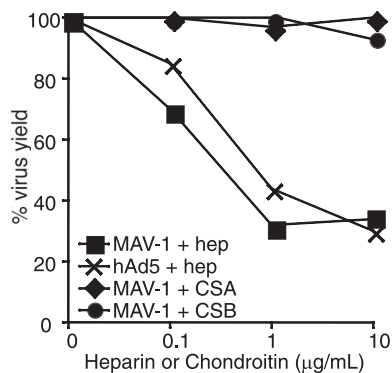 100
80
60
40
20
0
% virus yield
MAV-1 + hep
hAd5 + hep
MAV-1 + CSA
MAV-1 + CSB
0 0.1 1 10
Heparin or Chondroitin (μg/mL)